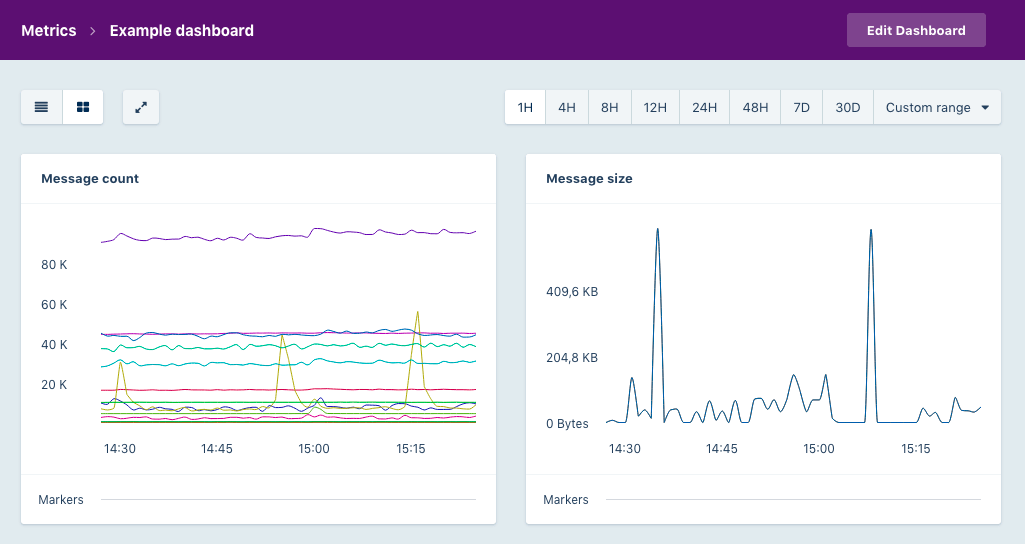 Metrics > Example dashboard
Edit Dashboard
1H 4H 8H 12H 24H 48H 7D 30D Custom range
Message count
80 K
60 K
40 K
20 K
14:30 14:45 15:00 15:15
Markers
Message size
409,6 KB
204,8 KB
0 Bytes
14:30 14:45 15:00 15:15
Markers